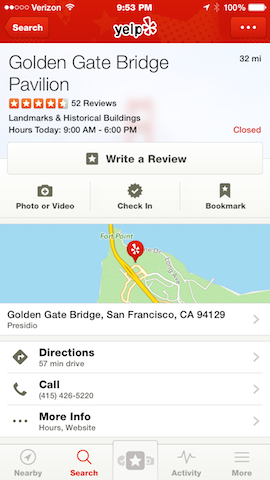 Verizon 9:53 PM 100%
Search yelp
Golden Gate Bridge
Pavilion
32 mi
52 Reviews
Landmarks & Historical Buildings
Hours Today: 9:00 AM - 6:00 PM Closed
Write a Review
Photo or Video Check In Bookmark
Fort Point
Golden Gate Bridge, San Francisco, CA 94129
Presidio
Directions
57 min drive
Call
(415) 426-5220
More Info
Hours, Website
Nearby Search Activity More